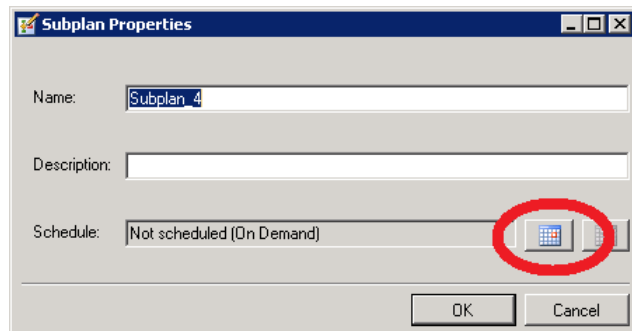 Subplan Properties
Name: Subplan_4
Description:
Schedule: Not scheduled (On Demand)
OK Cancel